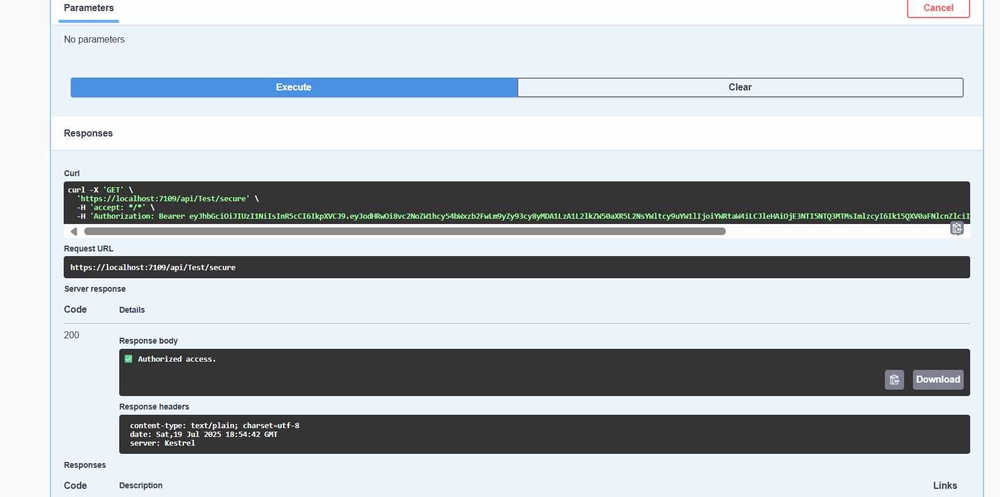 Parameters
Cancel
No parameters
Execute
Clear
Responses
Curl
curl -X 'GET' \
'https://localhost:7109/api/Test/secure' \
-H 'accept: */*' \
-H 'Authorization: Bearer eyJhbGciOiJIUzI1NiIsInR5cCI6IkpXVCJ9.eyJodHRwOi8vc2NoZW1hcy54bWxzb2FwLm9yZy93cy8yMDA1LzA1L2lkZW50aXR5L2NsYWltcy9uYW1lIjoiYWRtaW4iLCJleHAiOjE3NTI5NTQ3MTMsImlzcyI6Ik15QXV0aFNlcnZlciI
Request URL
https://localhost:7109/api/Test/secure
Server response
Code
Details
200
Response body
✅ Authorized access.
Download
Response headers
content-type: text/plain; charset=utf-8
date: Sat,19 Jul 2025 18:54:42 GMT
server: Kestrel
Responses
Code
Description
Links